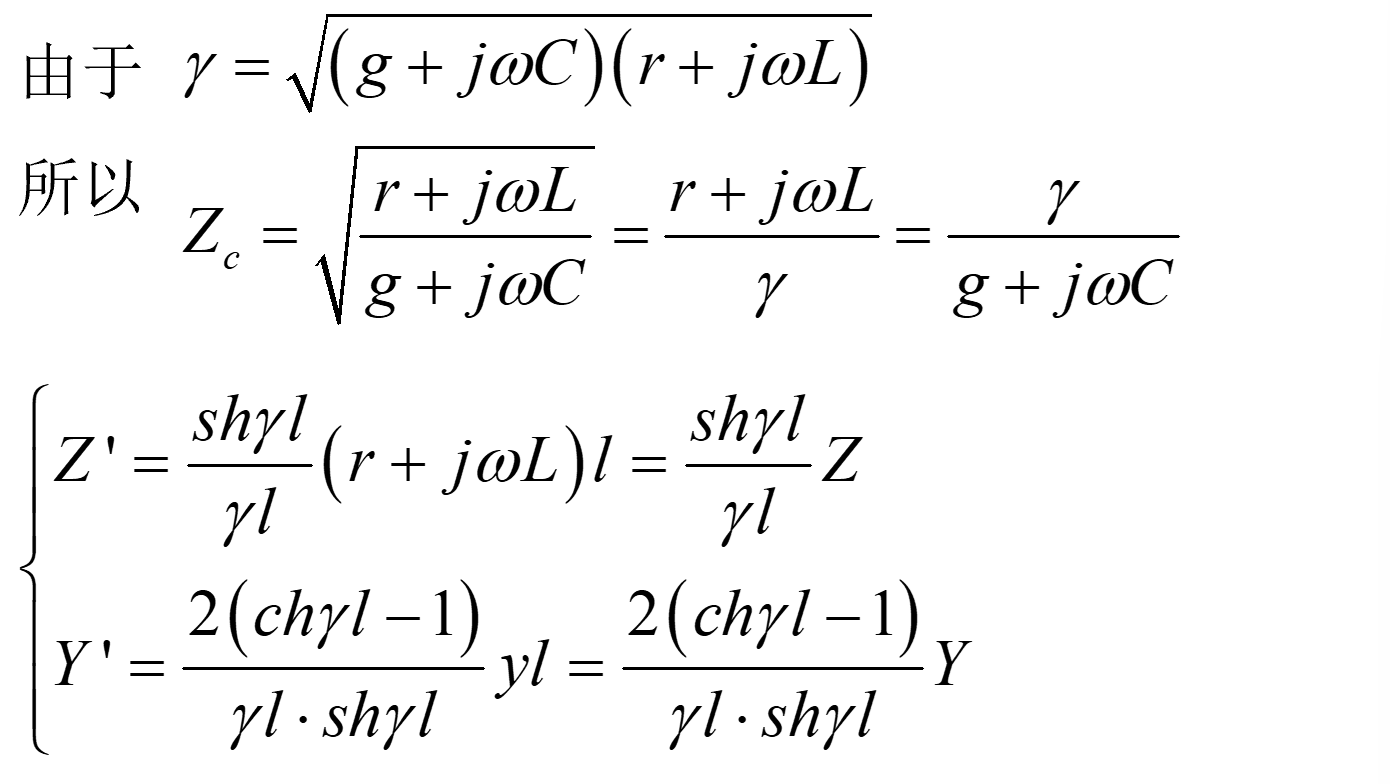 由于 γ = √((g + jωC)(r + jωL))
所以 Z_c = √((r + jωL)/(g + jωC)) = (r + jωL)/γ = γ/(g + jωC)
Z' = (shγl)/(γl) (r + jωL)l = (shγl)/(γl) Z
Y' = (2(chγl − 1))/(γl · shγl) yl = (2(chγl − 1))/(γl · shγl) Y